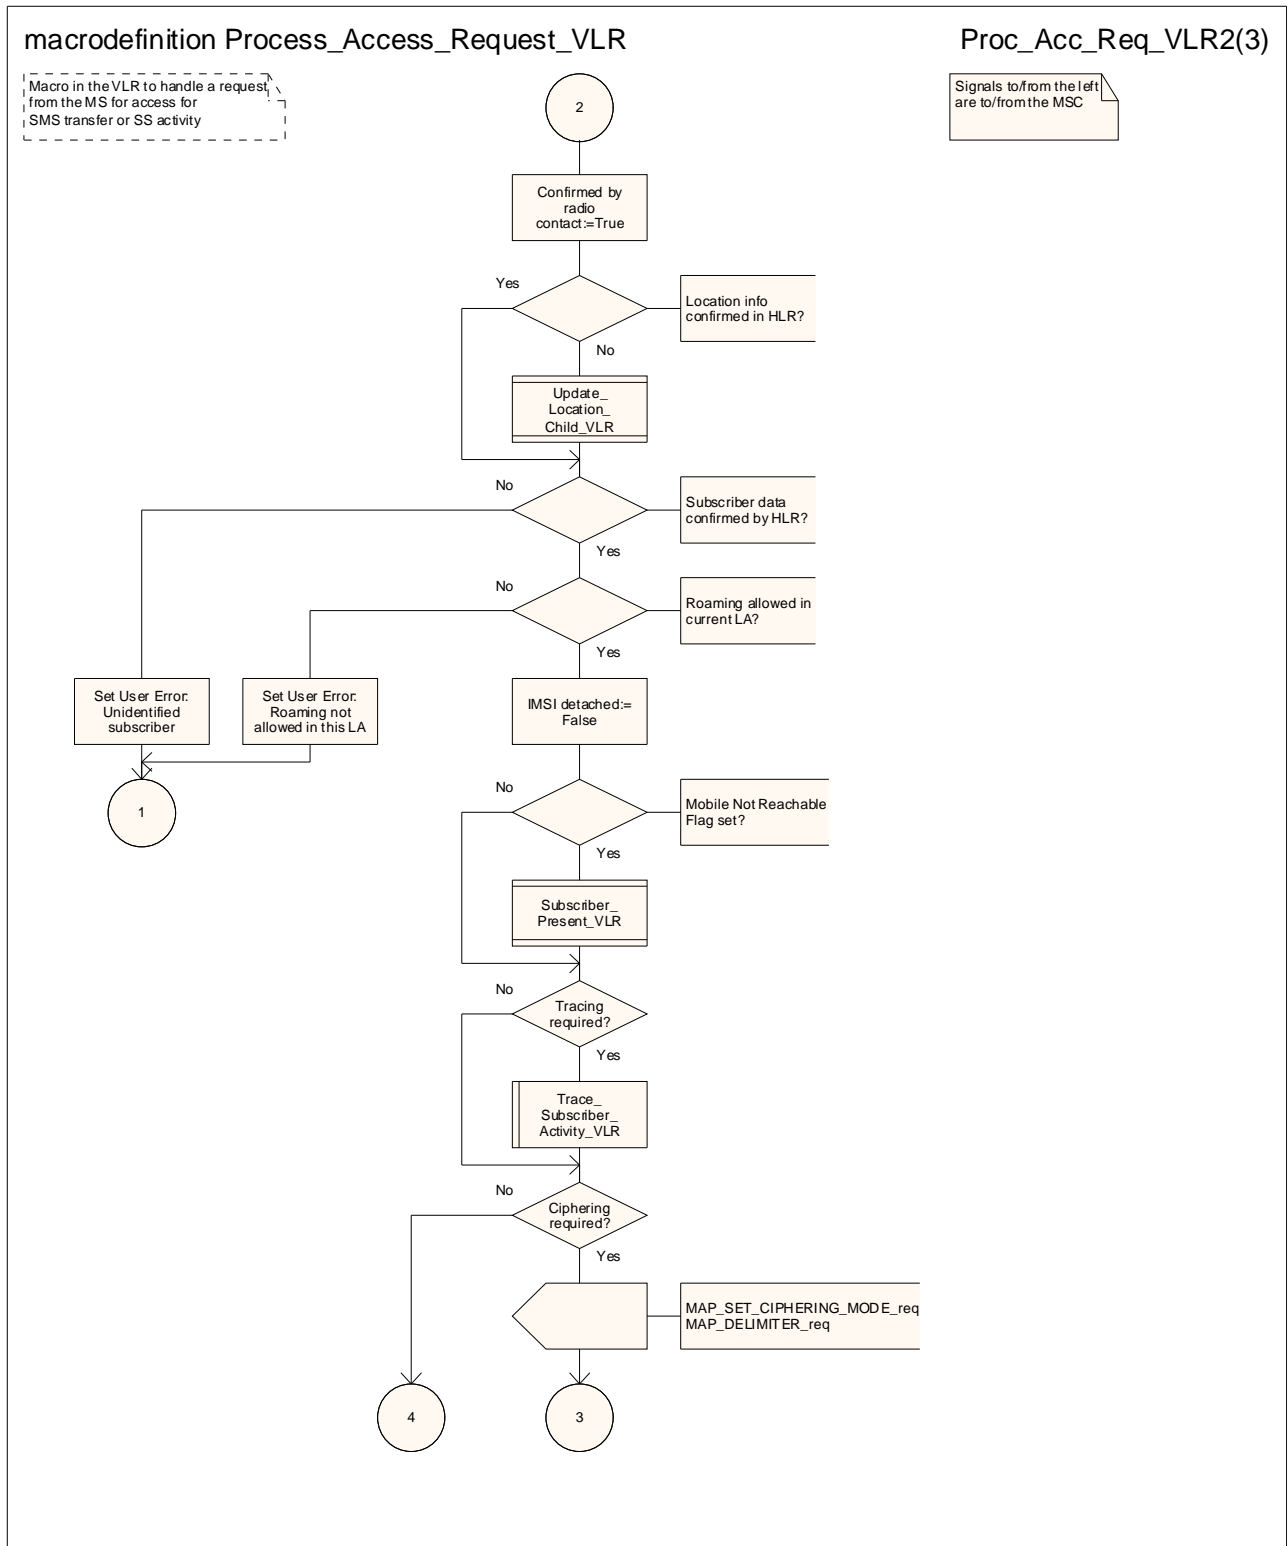 macrodefinition Process_Access_Request_VLR
Proc_Acc_Req_VLR2(3)
Macro in the VLR to handle a request
from the MS for access for
SMS transfer or SS activity
2
Signals to/from the left
are to/from the MSC
Confirmed by
radio
contact:=True
Yes
Location info
confirmed in HLR?
No
Update_
Location_
Child_VLR
No
Subscriber data
confirmed by HLR?
Yes
No
Roaming allowed in
current LA?
Yes
Set User Error:
Unidentified
subscriber
Set User Error:
Roaming not
allowed in this LA
IMSI detached:=
False
1
No
Mobile Not Reachable
Flag set?
Yes
Subscriber_
Present_VLR
No
Tracing
required?
Yes
Trace_
Subscriber_
Activity_VLR
No
Ciphering
required?
Yes
MAP_SET_CIPHERING_MODE_req
MAP_DELIMITER_req
4
3